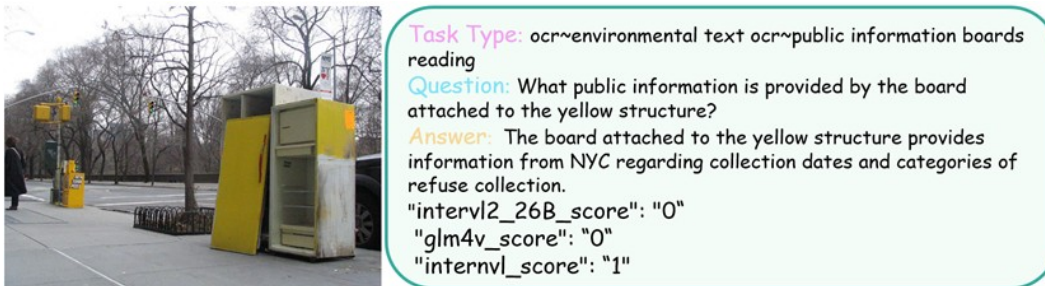 Task Type: ocr~environmental text ocr~public information boards
reading
Question: What public information is provided by the board
attached to the yellow structure?
Answer: The board attached to the yellow structure provides
information from NYC regarding collection dates and categories of
refuse collection.
"intervl2_26B_score": "0"
"glm4v_score": "0"
"internvl_score": "1"